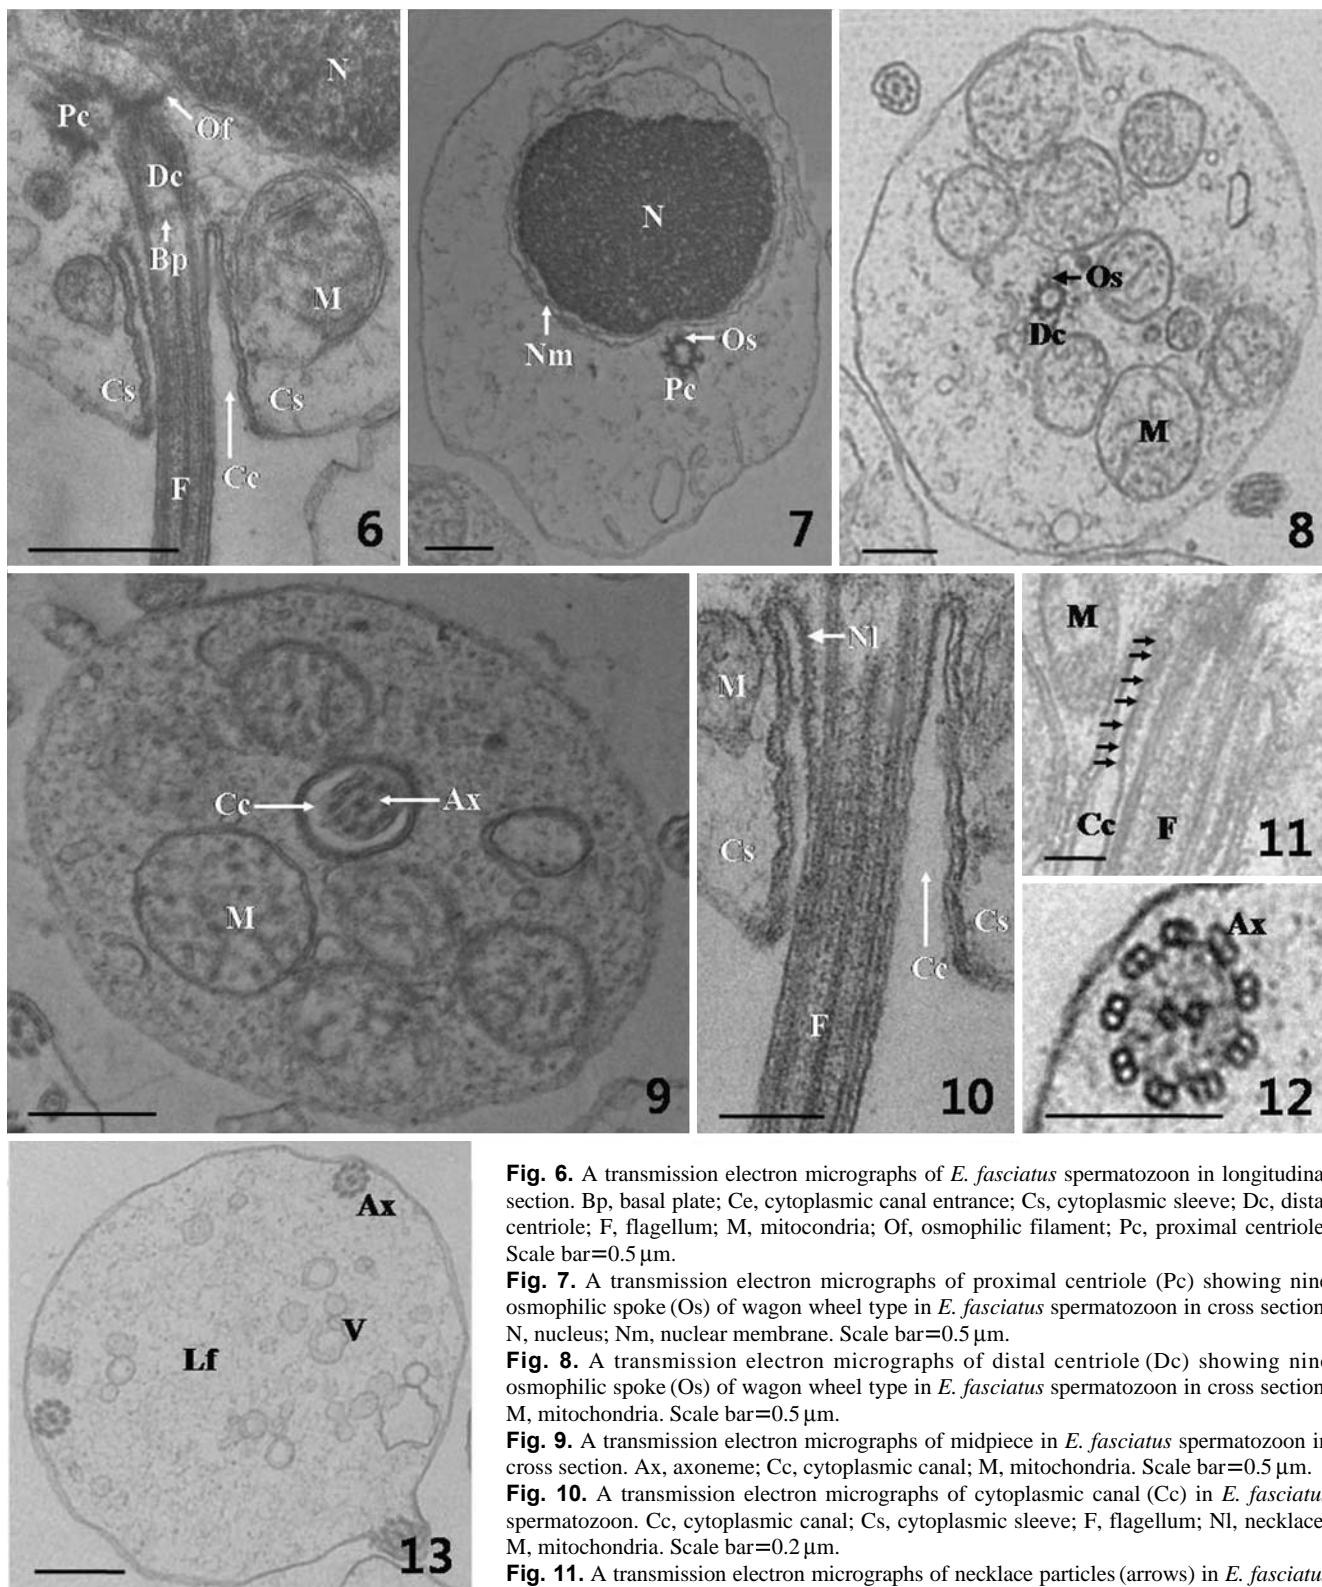 N
Pc
Of
Dc
Bp
M
Cs
Cs
Cc
F
6
N
Nm
Os
Pc
7
Os
Dc
M
8
Cc
Ax
M
9
Nl
M
Cs
Cs
Cc
F
10
M
Cc
F
11
Ax
12
Ax
V
Lf
13
Fig. 6. A transmission electron micrographs of E. fasciatus spermatozoon in longitudina
section. Bp, basal plate; Ce, cytoplasmic canal entrance; Cs, cytoplasmic sleeve; Dc, dista
centriole; F, flagellum; M, mitocondria; Of, osmophilic filament; Pc, proximal centriole
Scale bar=0.5 μm.
Fig. 7. A transmission electron micrographs of proximal centriole (Pc) showing nine
osmophilic spoke (Os) of wagon wheel type in E. fasciatus spermatozoon in cross section
N, nucleus; Nm, nuclear membrane. Scale bar=0.5 μm.
Fig. 8. A transmission electron micrographs of distal centriole (Dc) showing nine
osmophilic spoke (Os) of wagon wheel type in E. fasciatus spermatozoon in cross section
M, mitochondria. Scale bar=0.5 μm.
Fig. 9. A transmission electron micrographs of midpiece in E. fasciatus spermatozoon in
cross section. Ax, axoneme; Cc, cytoplasmic canal; M, mitochondria. Scale bar=0.5 μm.
Fig. 10. A transmission electron micrographs of cytoplasmic canal (Cc) in E. fasciatus
spermatozoon. Cc, cytoplasmic canal; Cs, cytoplasmic sleeve; F, flagellum; Nl, necklace
M, mitochondria. Scale bar=0.2 μm.
Fig. 11. A transmission electron micrographs of necklace particles (arrows) in E. fasciatus